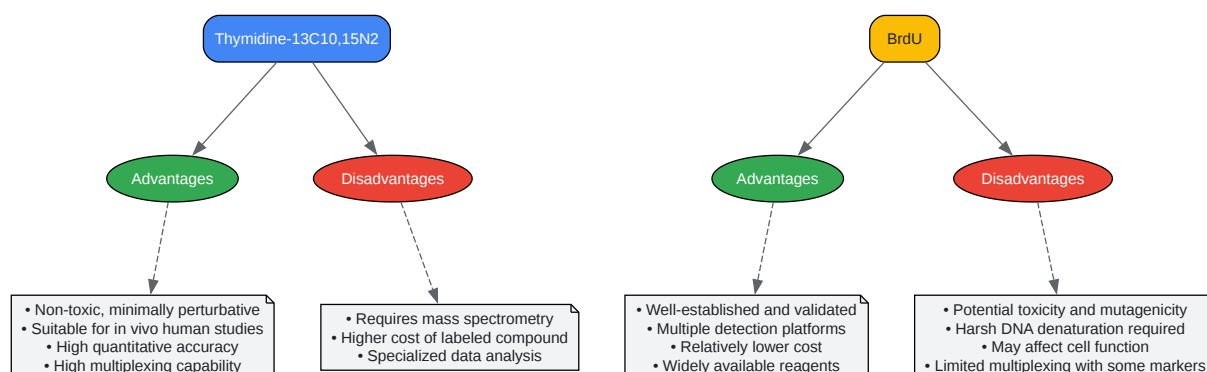 Thymidine-13C10,15N2
BrdU
Advantages
Disadvantages
Advantages
Disadvantages
• Non-toxic, minimally perturbative
• Suitable for in vivo human studies
• High quantitative accuracy
• High multiplexing capability
• Requires mass spectrometry
• Higher cost of labeled compound
• Specialized data analysis
• Well-established and validated
• Multiple detection platforms
• Relatively lower cost
• Widely available reagents
• Potential toxicity and mutagenicity
• Harsh DNA denaturation required
• May affect cell function
• Limited multiplexing with some markers